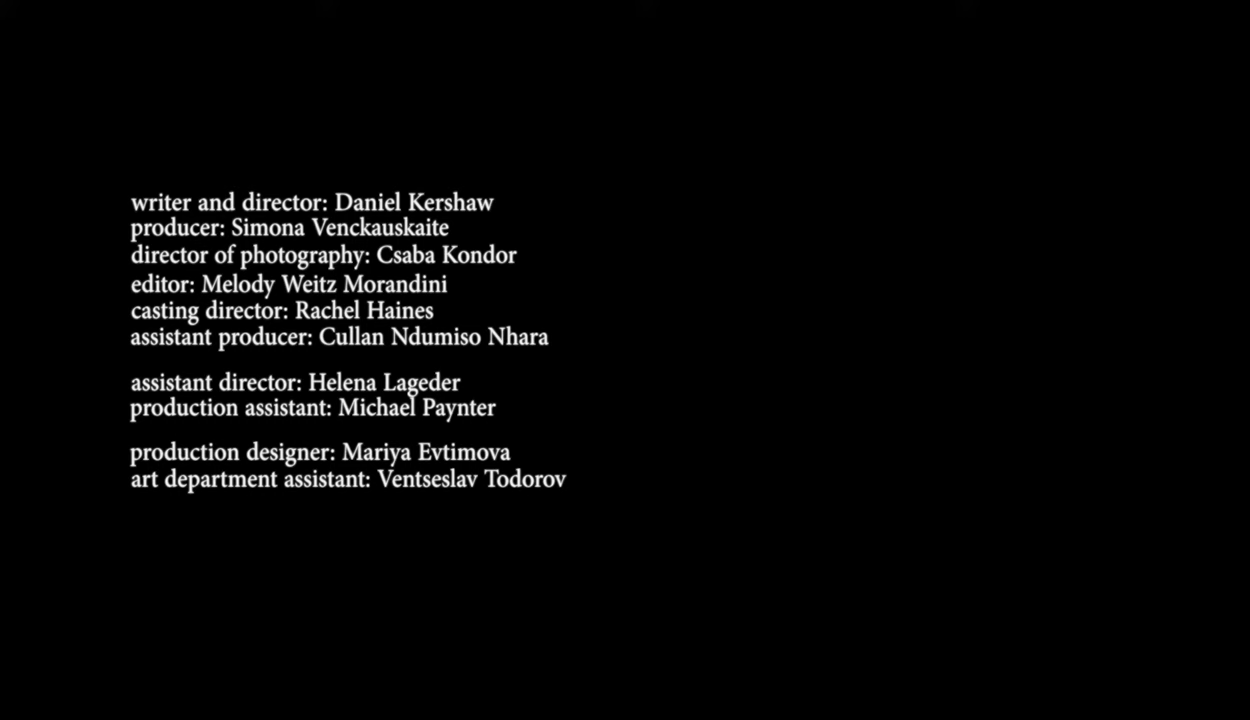 writer and director: Daniel Kershaw
producer: Simona Venckauskaite
director of photography: Csaba Kondor
editor: Melody Weitz Morandini
casting director: Rachel Haines
assistant producer: Cullan Ndumiso Nhara
assistant director: Helena Lageder
production assistant: Michael Paynter
production designer: Mariya Evtimova
art department assistant: Ventseslav Todorov